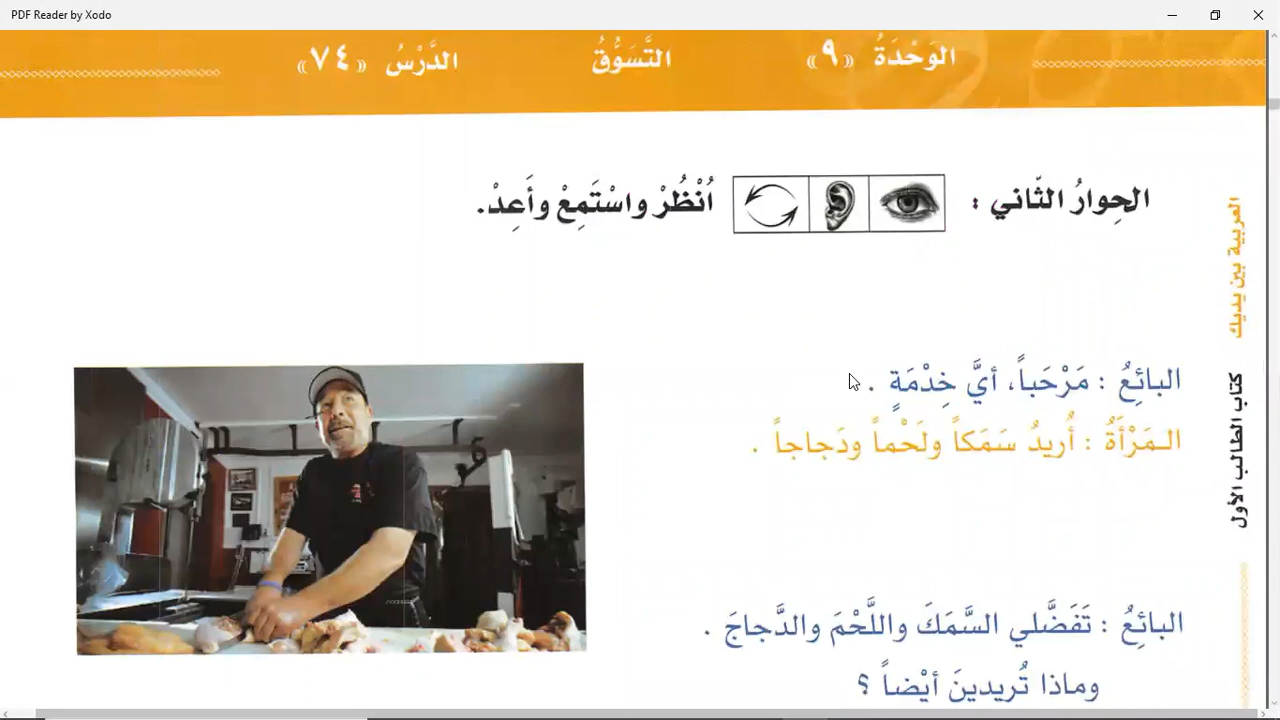 PDF Reader by Xodo
الوَحْدَةُ «٩» التَّسَوُّقُ الدَّرْسُ «٧٤»
الحِوارُ الثّاني : اُنْظُرْ واسْتَمِعْ وأَعِدْ.
البائِعُ : مَرْحَباً، أيَّ خِدْمَةٍ .
الـمَرْأَةُ : أُريدُ سَمَكاً ولَحْماً ودَجاجاً .
البائِعُ : تَفَضَّلي السَّمَكَ واللَّحْمَ والدَّجاجَ .
وماذا تُريدينَ أيْضاً ؟
العربية بين يديك
كتاب الطالب الأول